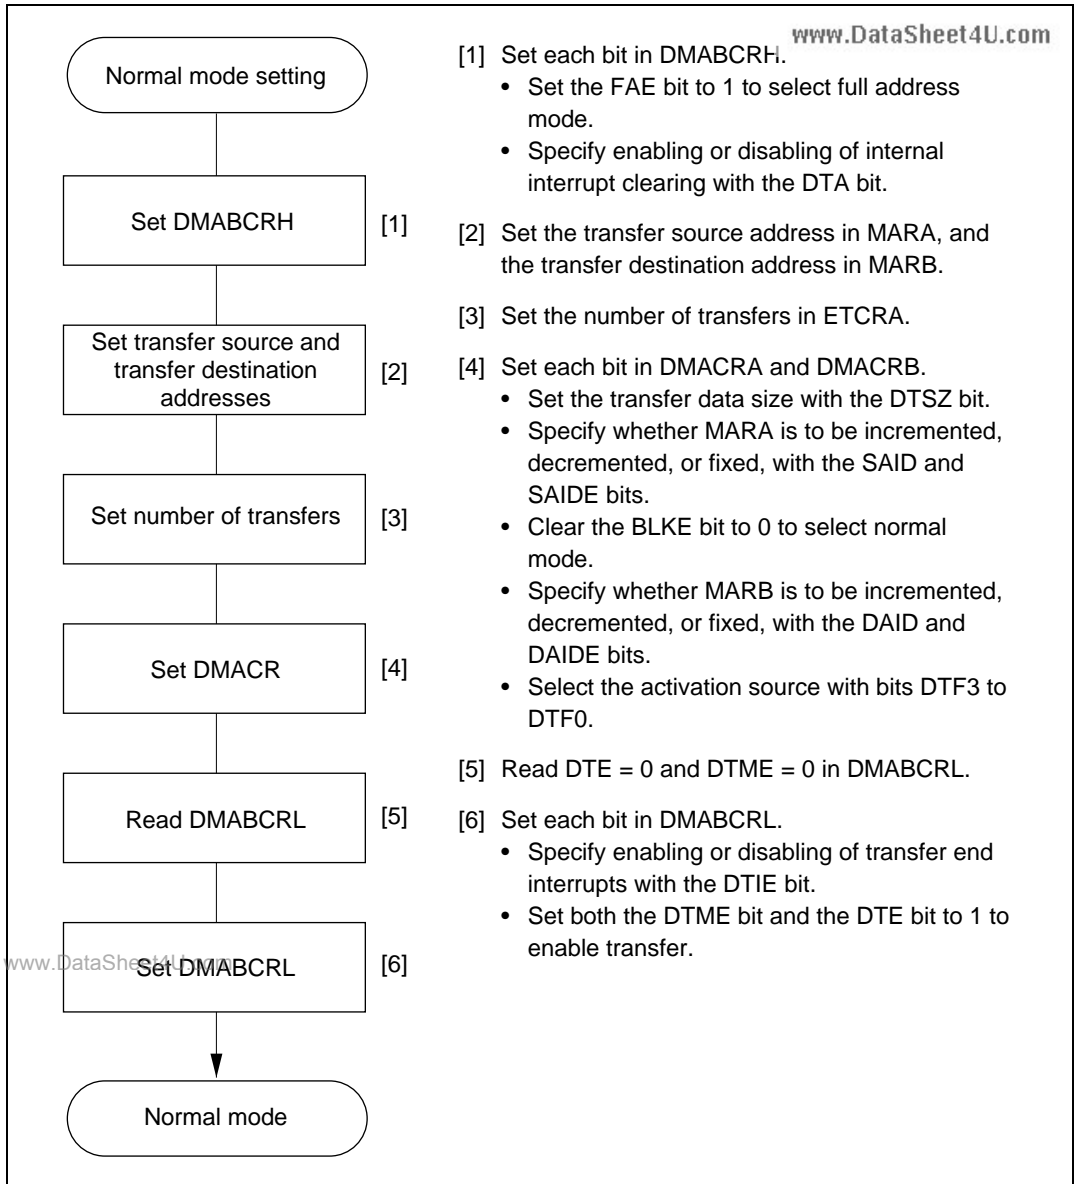 www.DataSheet4U.com
Normal mode setting
Set DMABCRH
[1]
Set transfer source and
transfer destination
addresses
[2]
Set number of transfers
[3]
Set DMACR
[4]
Read DMABCRL
[5]
www.DataSheet4U.com
Set DMABCRL
[6]
Normal mode
[1] Set each bit in DMABCRH.
• Set the FAE bit to 1 to select full address
mode.
• Specify enabling or disabling of internal
interrupt clearing with the DTA bit.
[2] Set the transfer source address in MARA, and
the transfer destination address in MARB.
[3] Set the number of transfers in ETCRA.
[4] Set each bit in DMACRA and DMACRB.
• Set the transfer data size with the DTSZ bit.
• Specify whether MARA is to be incremented,
decremented, or fixed, with the SAID and
SAIDE bits.
• Clear the BLKE bit to 0 to select normal
mode.
• Specify whether MARB is to be incremented,
decremented, or fixed, with the DAID and
DAIDE bits.
• Select the activation source with bits DTF3 to
DTF0.
[5] Read DTE = 0 and DTME = 0 in DMABCRL.
[6] Set each bit in DMABCRL.
• Specify enabling or disabling of transfer end
interrupts with the DTIE bit.
• Set both the DTME bit and the DTE bit to 1 to
enable transfer.